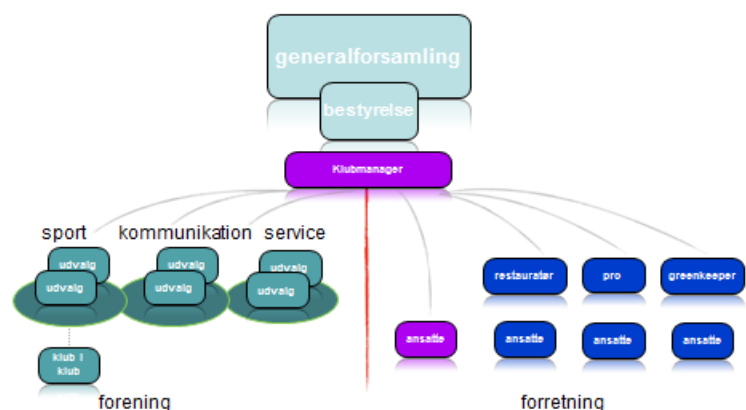 generalforsamling
bestyrelse
Klubmanager
sport kommunikation service
udvalg udvalg udvalg
udvalg udvalg udvalg
restauratør pro greenkeeper
ansatte ansatte ansatte ansatte
klub i
klub
forening forretning